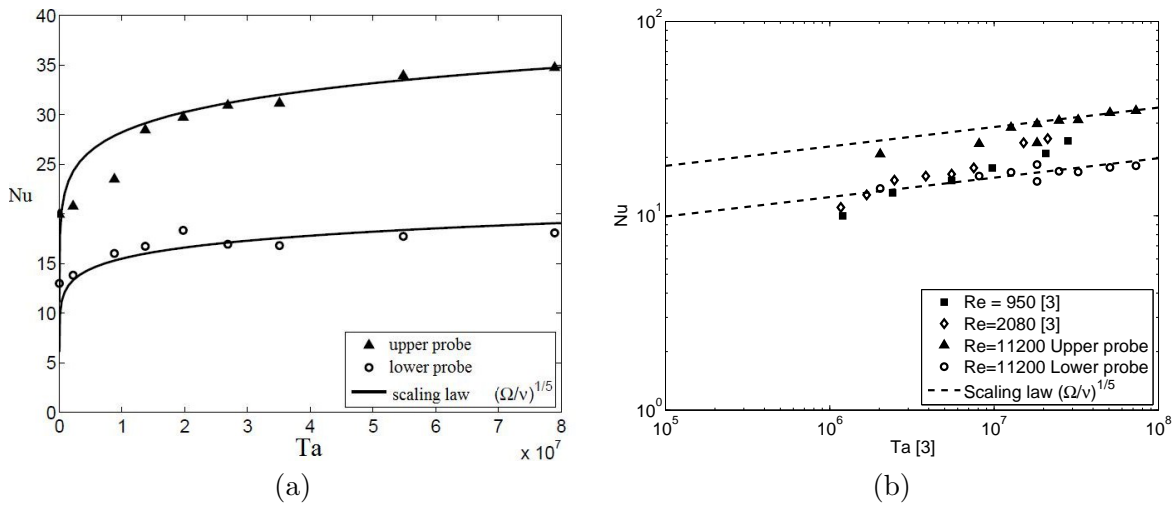 40
35
30
25
Nu
15
10
5
0
0 1 2 3 4 5 6 7 8
x 10^7
Ta
upper probe
lower probe
scaling law (Ω/ν)^1/5
(a)
10^2
10^1
10^0
Nu
10^5 10^6 10^7 10^8
Ta [3]
Re = 950 [3]
Re=2080 [3]
Re=11200 Upper probe
Re=11200 Lower probe
Scaling law (Ω/ν)^1/5
(b)